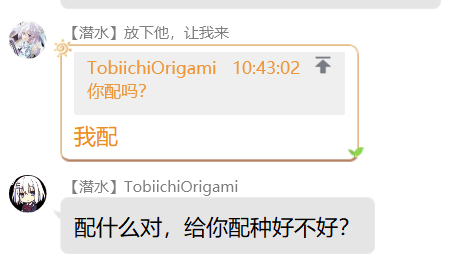 【潜水】放下他，让我来
TobiichiOrigami 10:43:02
你配吗？
我配
【潜水】TobiichiOrigami
配什么对，给你配种好不好？